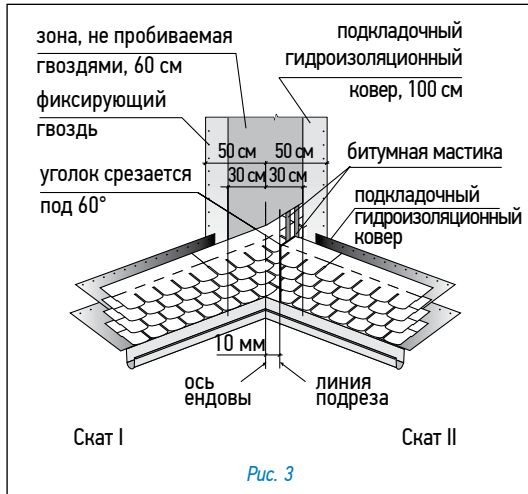 зона, не пробиваемая
гвоздями, 60 см
подкладочный
гидроизоляционный
ковер, 100 см
фиксирующий
гвоздь
50 см
50 см
30 см
30 см
битумная мастика
уголок срезается
под 60°
подкладочный
гидроизоляционный
ковер
10 мм
ось
ендовы
линия
подреза
Скат I
Скат II
Рис. 3